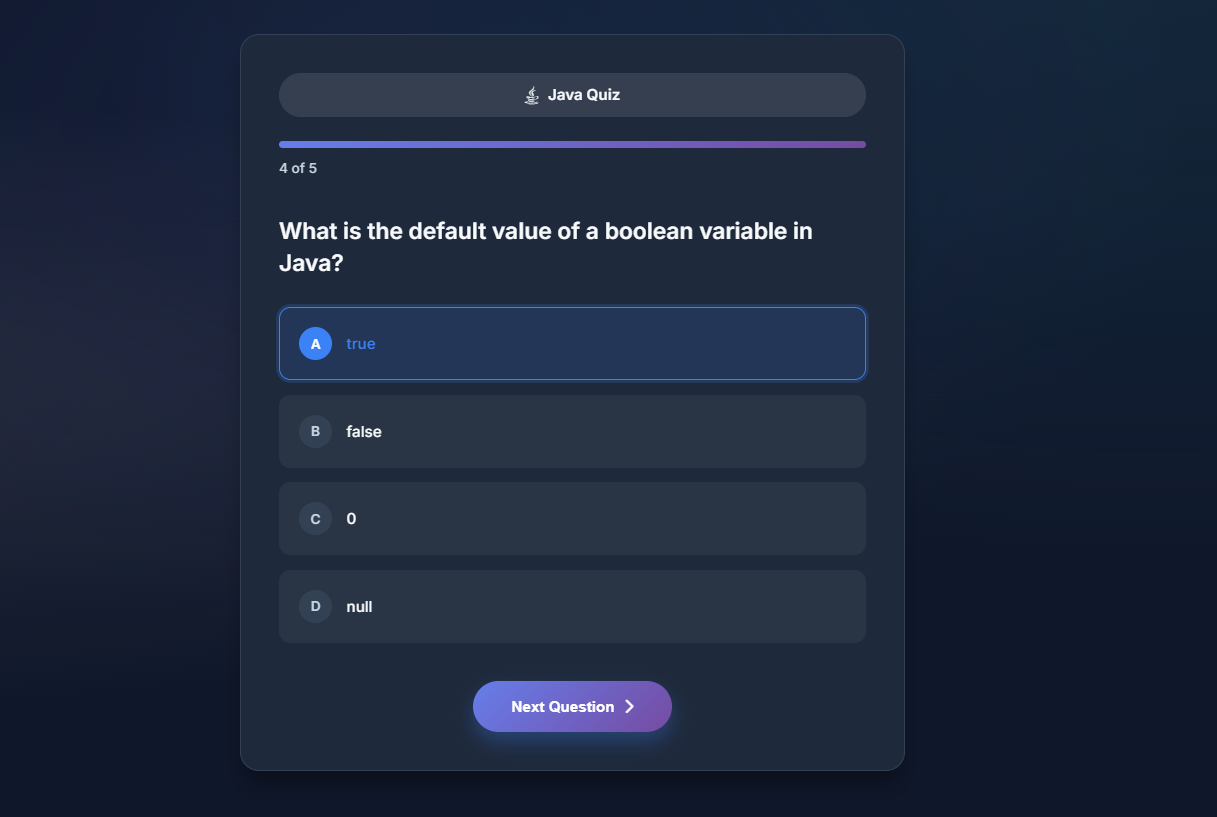 Java Quiz
4 of 5
What is the default value of a boolean variable in
Java?
A true
B false
C 0
D null
Next Question